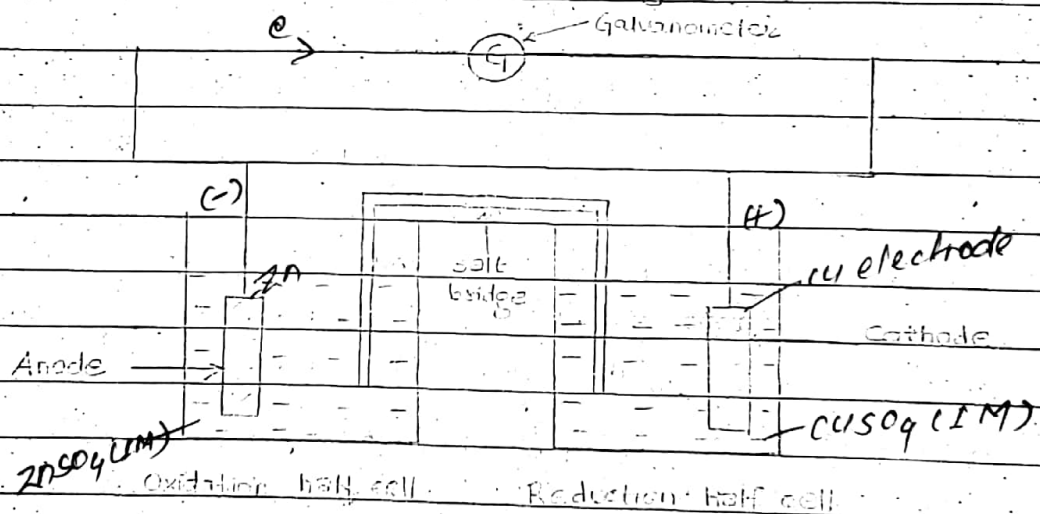 e
Galvanometer
G
(-)
(+)
Zn
salt
bridge
Cu electrode
Cathode
Anode
CuSO4 (1M)
ZnSO4 (1M)
Oxidation half cell
Reduction half cell